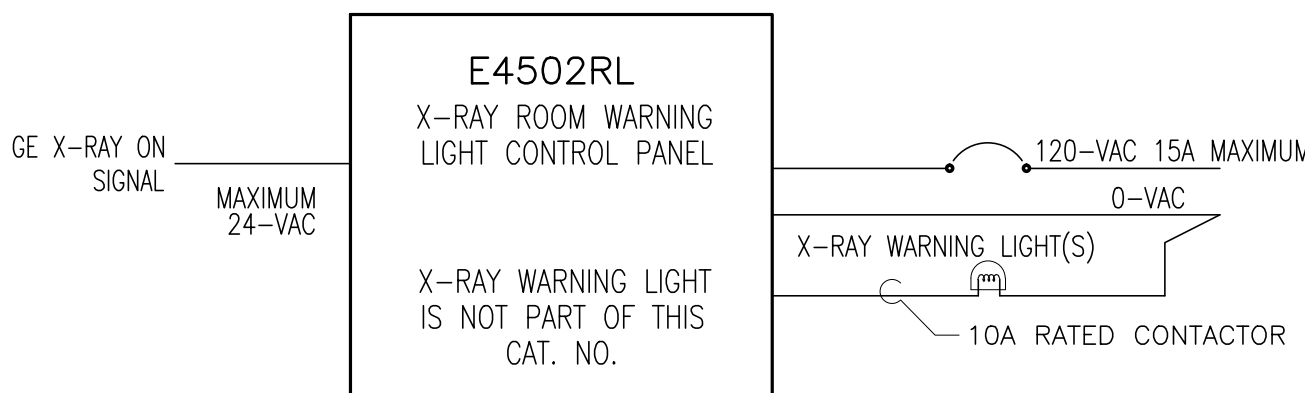 E4502RL
X-RAY ROOM WARNING
LIGHT CONTROL PANEL
GE X-RAY ON
SIGNAL
MAXIMUM
24-VAC
120-VAC 15A MAXIMUM
0-VAC
X-RAY WARNING LIGHT(S)
X-RAY WARNING LIGHT
IS NOT PART OF THIS
CAT. NO.
10A RATED CONTACTOR